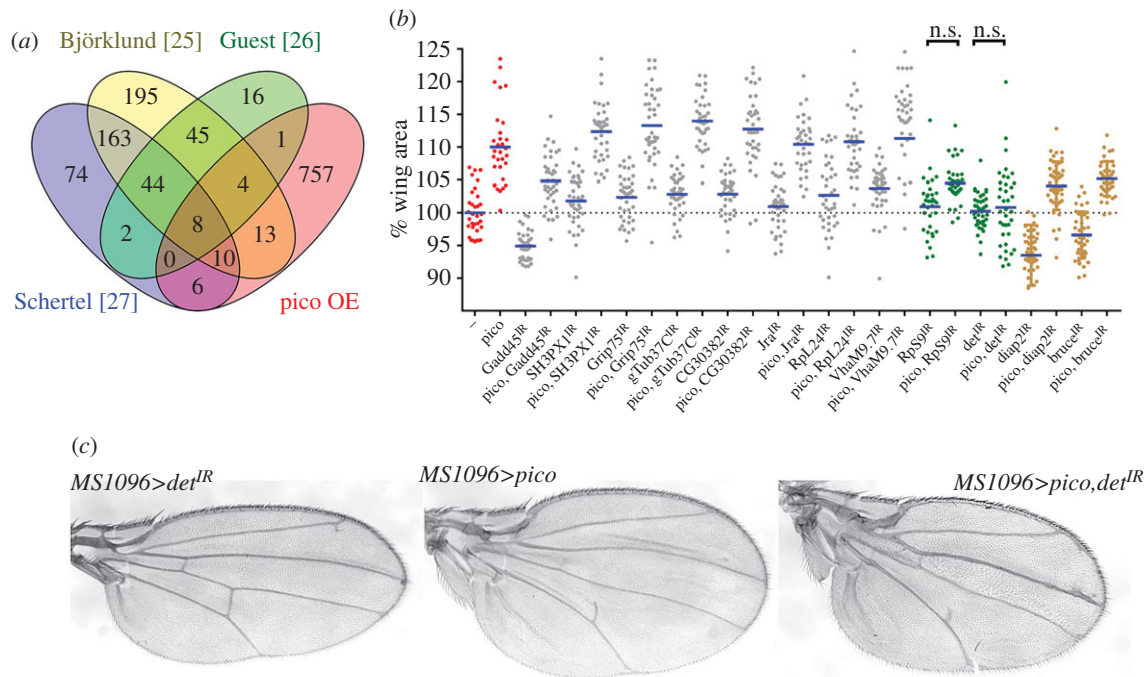 (a)
Björklund [25] Guest [26]
195 16
163 45 1
74 44 4 757
8
2 13
0 10
6
Schertel [27] pico OE
(b)
n.s. n.s.
125
120
115
110
105
100
95
90
% wing area
–
pico
Gadd45IR
pico, Gadd45IR
SH3PX1IR
pico, SH3PX1IR
Grip75IR
pico, Grip75IR
gTub37CIR
pico, gTub37CIR
CG30382IR
pico, CG30382IR
JraIR
pico, JraIR
RpL24IR
pico, RpL24IR
VhaM9.7IR
pico, VhaM9.7IR
RpS9IR
pico, RpS9IR
detIR
pico, detIR
diap2IR
pico, diap2IR
bruceIR
pico, bruceIR
(c)
MS1096>detIR
MS1096>pico
MS1096>pico,detIR